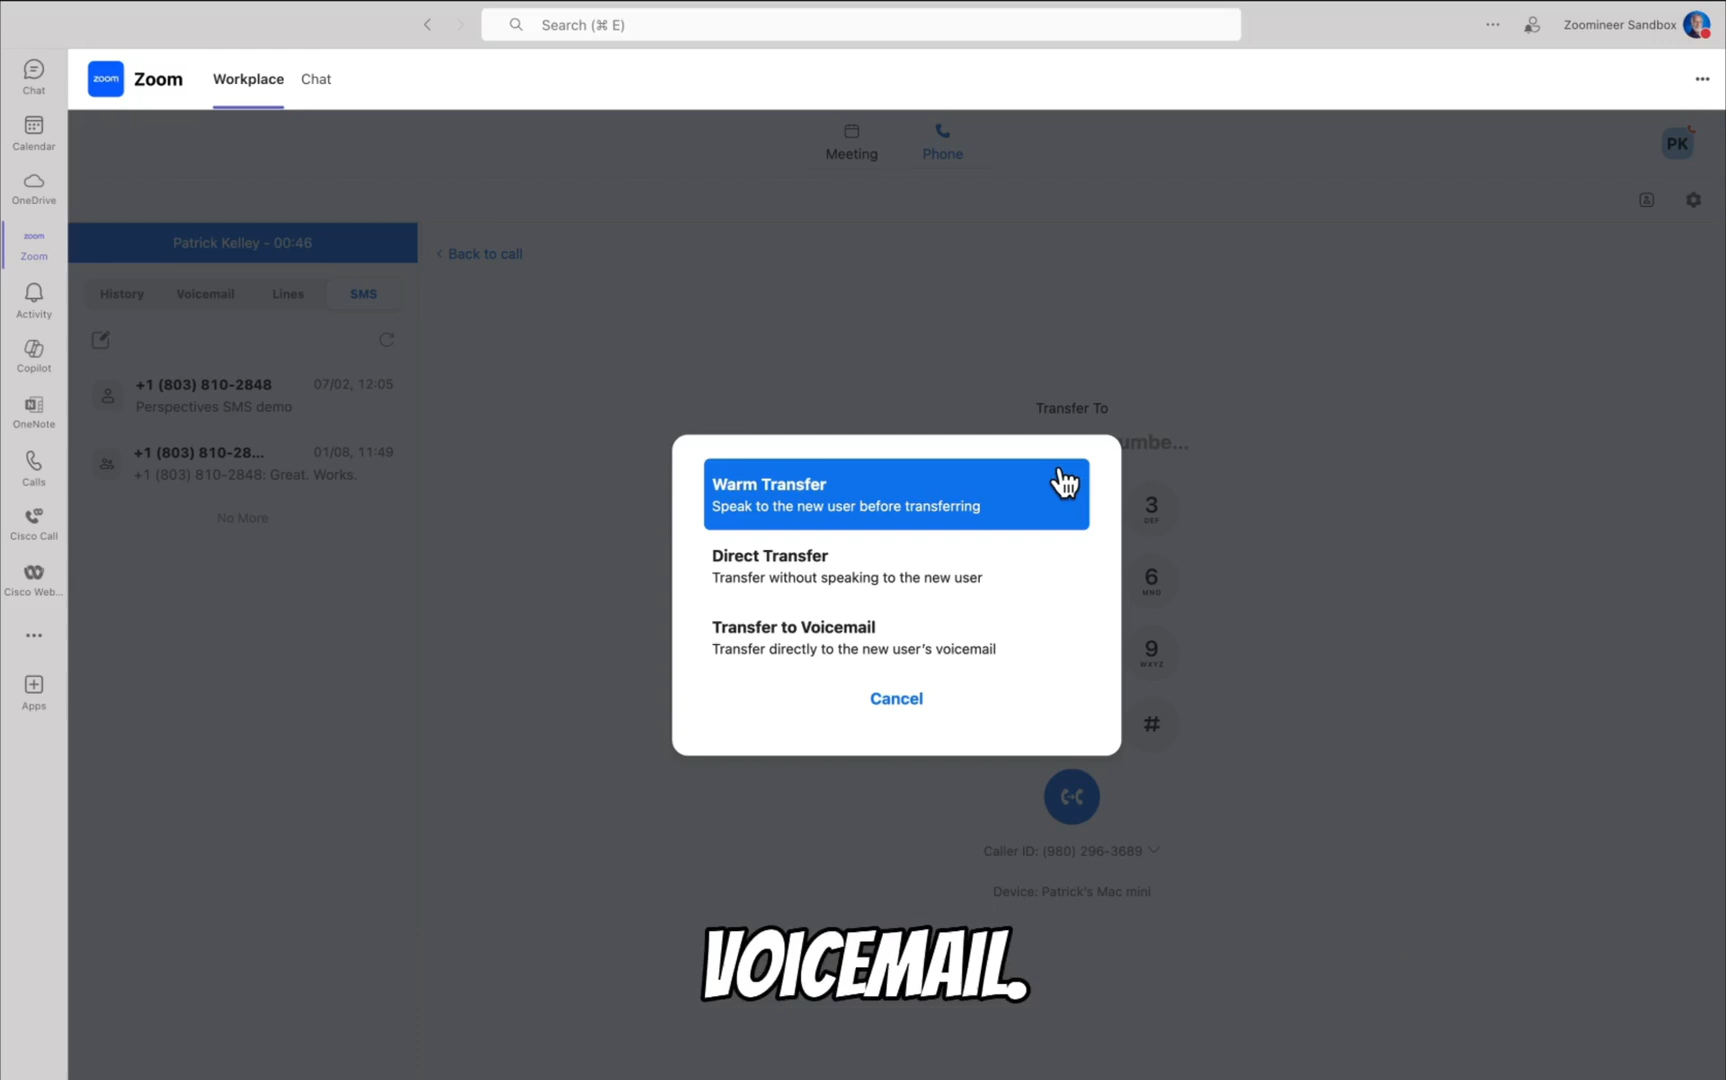 Search (⌘ E)
Zoomineer Sandbox
Chat
Calendar
OneDrive
zoom
Zoom
Activity
Copilot
OneNote
Calls
Cisco Call
Cisco Web...
Apps
zoom
Zoom
Workplace
Chat
Meeting
Phone
PK
Patrick Kelley - 00:46
Back to call
History
Voicemail
Lines
SMS
+1 (803) 810-2848
07/02, 12:05
Perspectives SMS demo
+1 (803) 810-28...
01/08, 11:49
+1 (803) 810-2848: Great. Works.
No More
Transfer To
umbe...
Warm Transfer
Speak to the new user before transferring
Direct Transfer
Transfer without speaking to the new user
Transfer to Voicemail
Transfer directly to the new user's voicemail
Cancel
3
DEF
6
MNO
9
WXYZ
#
Caller ID: (980) 296-3689
Device: Patrick's Mac mini
VOICEMAIL.